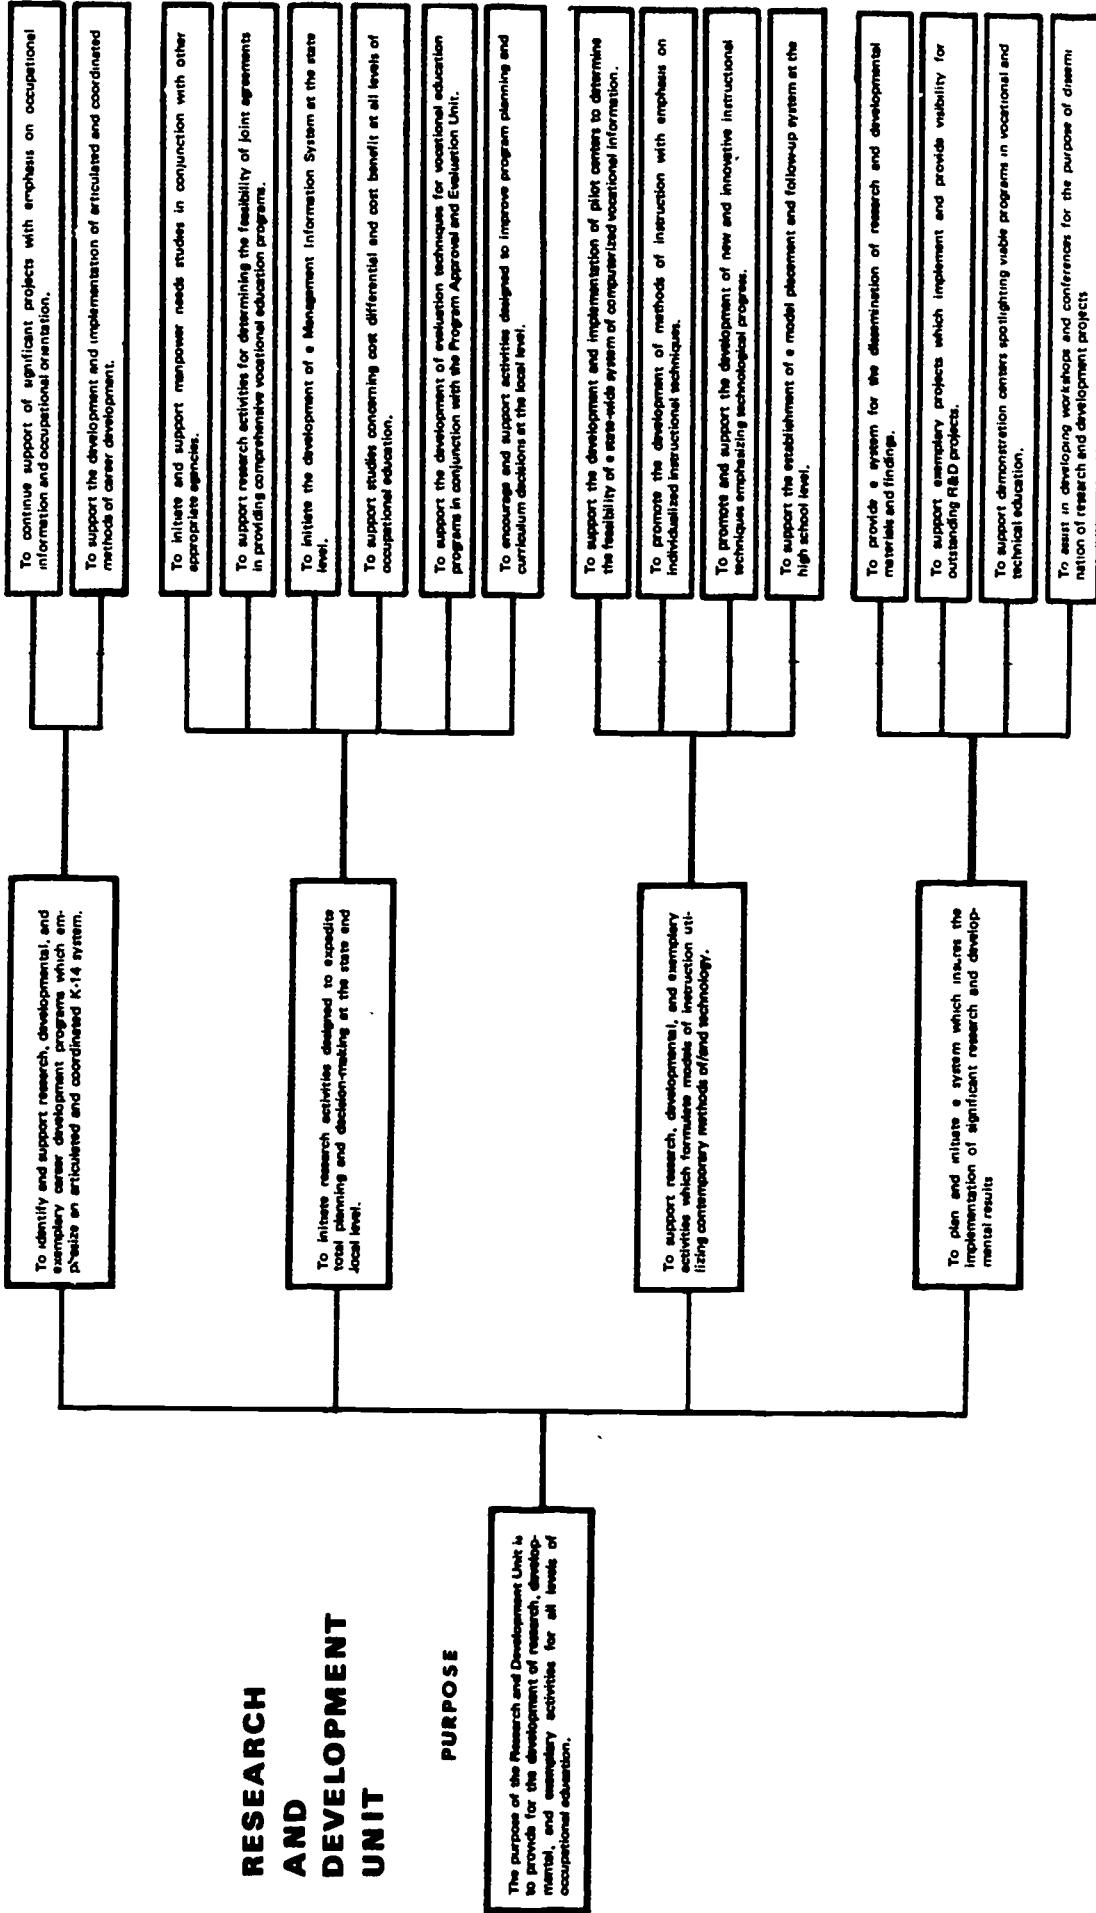 RESEARCH
AND
DEVELOPMENT
UNIT
PURPOSE
The purpose of the Research and Development Unit is
to provide for the development of research, develop-
mental, and exemplary activities for all levels of
occupational education.
To identify and support research, developmental, and
exemplary career development programs which em-
phasize an articulated and coordinated K-14 system.
To initiate research activities designed to expedite
total planning and decision-making at the state and
local level.
To support research, developmental, and exemplary
activities which formulate models of instruction uti-
lizing contemporary methods of/and technology.
To plan and initiate a system which insures the
implementation of significant research and develop-
mental results
To continue support of significant projects with emphasis on occupational
information and occupational orientation.
To support the development and implementation of articulated and coordinated
methods of career development.
To initiate and support manpower needs studies in conjunction with other
appropriate agencies.
To support research activities for determining the feasibility of joint agreements
in providing comprehensive vocational education programs.
To initiate the development of a Management Information System at the state
level.
To support studies concerning cost differential and cost benefit at all levels of
occupational education.
To support the development of evaluation techniques for vocational education
programs in conjunction with the Program Approval and Evaluation Unit.
To encourage and support activities designed to improve program planning and
curriculum decisions at the local level.
To support the development and implementation of pilot centers to determine
the feasibility of a state-wide system of computerized vocational information.
To promote the development of methods of instruction with emphasis on
individualized instructional techniques.
To promote and support the development of new and innovative instructional
techniques emphasizing technological progress.
To support the establishment of a model placement and follow-up system at the
high school level.
To provide a system for the dissemination of research and developmental
materials and findings.
To support exemplary projects which implement and provide visibility for
outstanding R&D projects.
To support demonstration centers spotlighting viable programs in vocational and
technical education.
To assist in developing workshops and conferences for the purpose of dissemi
nation of research and development projects